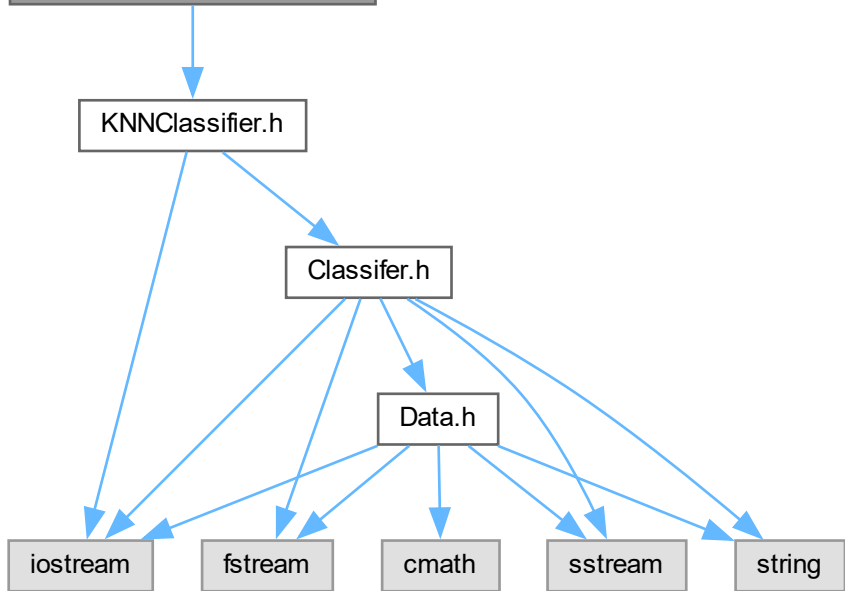 KNNClassifier.h
Classifer.h
Data.h
iostream
fstream
cmath
sstream
string